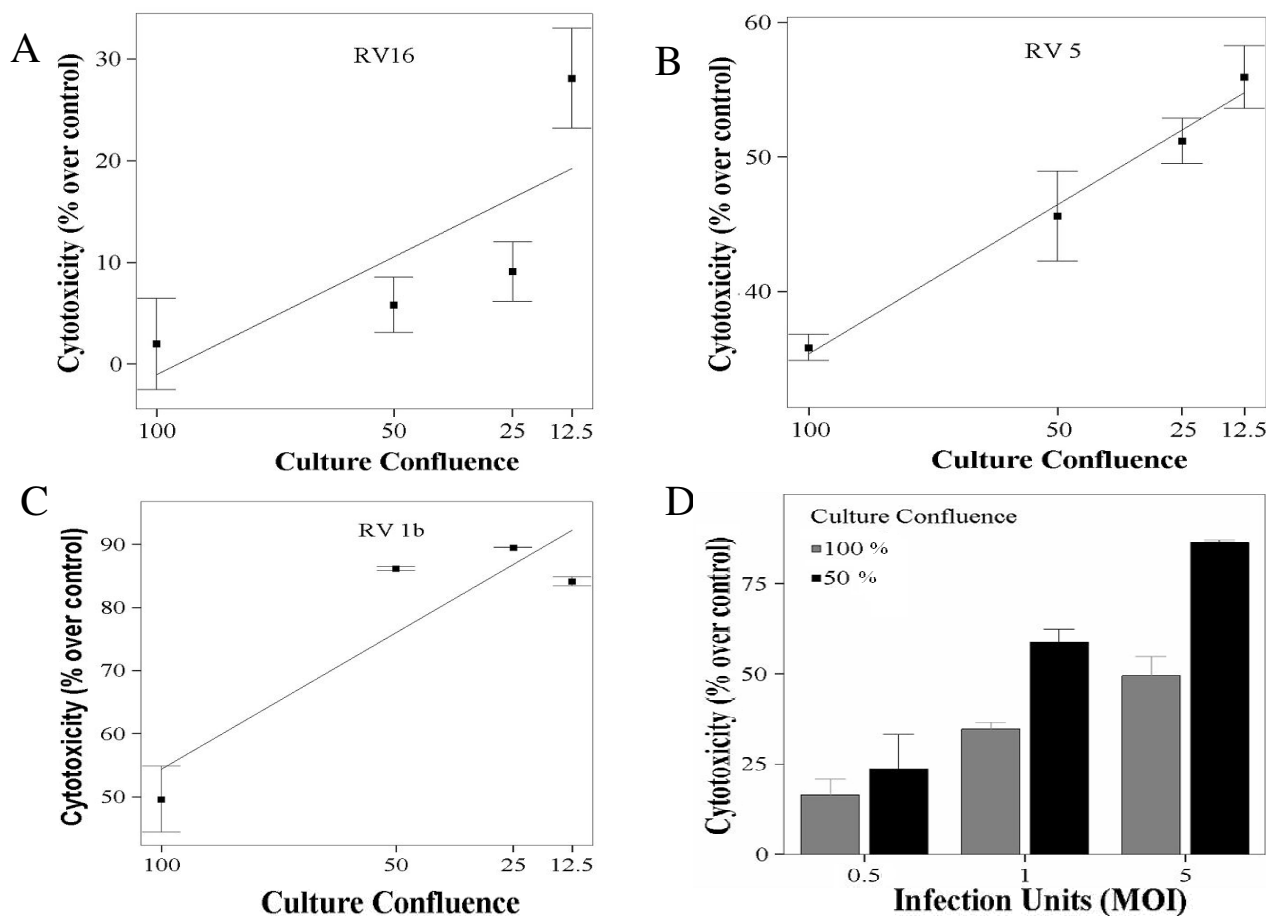 A
RV16
Cytotoxicity (% over control)
30
20
10
0
100
50
25
12.5
Culture Confluence
B
RV 5
Cytotoxicity (% over control)
60
50
40
100
50
25
12.5
Culture Confluence
C
RV 1b
Cytotoxicity (% over control)
90
80
70
60
50
100
50
25
12.5
Culture Confluence
D
Culture Confluence
100 %
50 %
Cytotoxicity (% over control)
75
50
25
0
0.5
1
5
Infection Units (MOI)